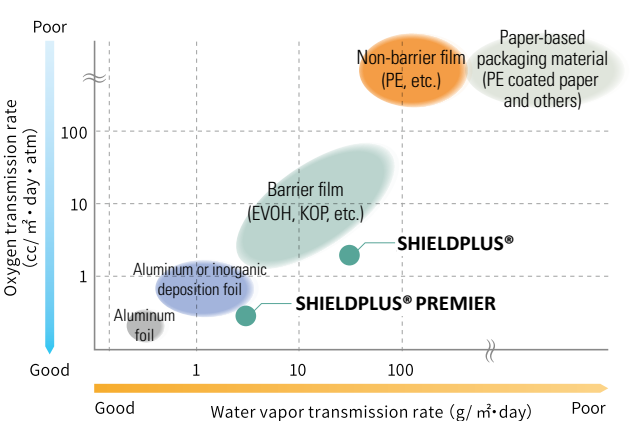 Poor
Non-barrier film
(PE, etc.)
Paper-based
packaging material
(PE coated paper
and others)
Oxygen transmission rate
(cc/ ㎡・day・atm)
100
10
1
Barrier film
(EVOH, KOP, etc.)
SHIELDPLUS®
Aluminum or inorganic
deposition foil
SHIELDPLUS® PREMIER
Aluminum
foil
Good
1
10
100
Good
Water vapor transmission rate (g/ ㎡・day)
Poor